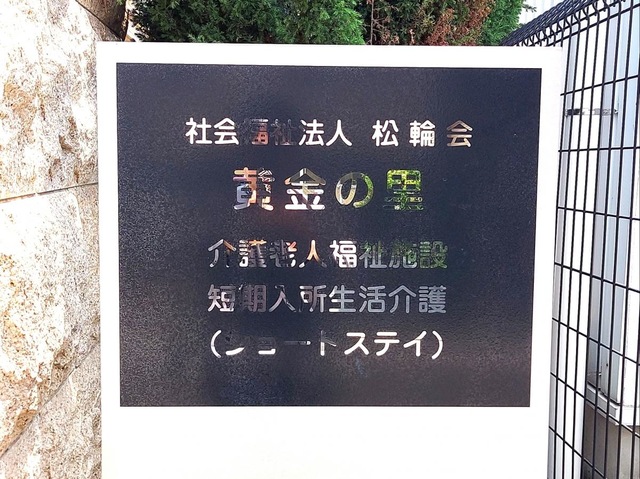 社会福祉法人 松輪会
黄金の里
介護老人福祉施設
短期入所生活介護
(ショートステイ)